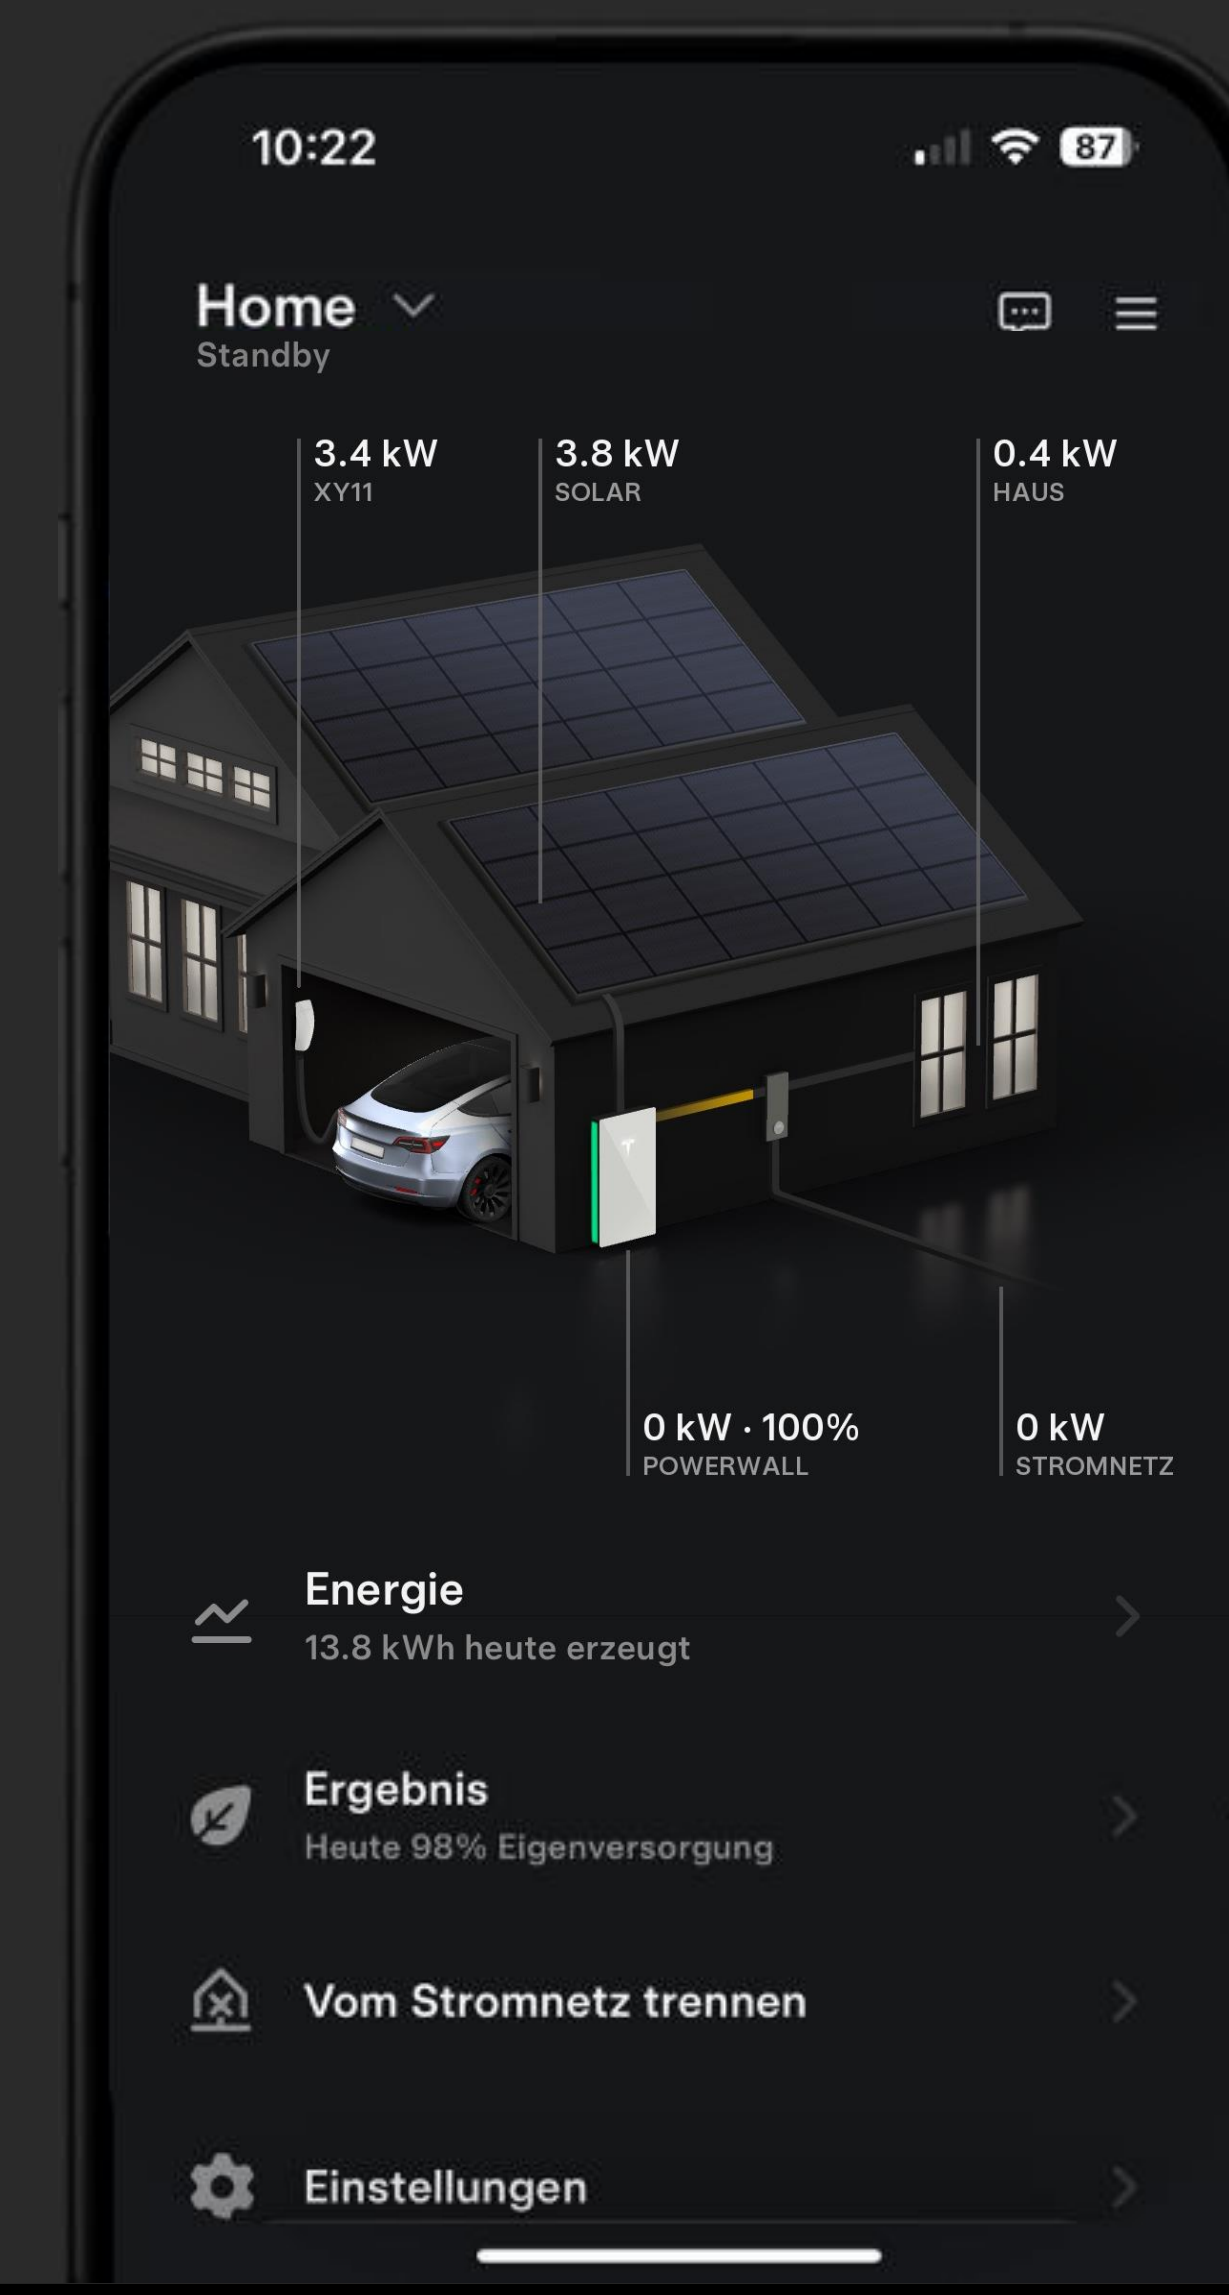 10:22
87
Home
Standby
3.4 kW
XY11
3.8 kW
SOLAR
0.4 kW
HAUS
0 kW · 100%
POWERWALL
0 kW
STROMNETZ
Energie
13.8 kWh heute erzeugt
Ergebnis
Heute 98% Eigenversorgung
Vom Stromnetz trennen
Einstellungen